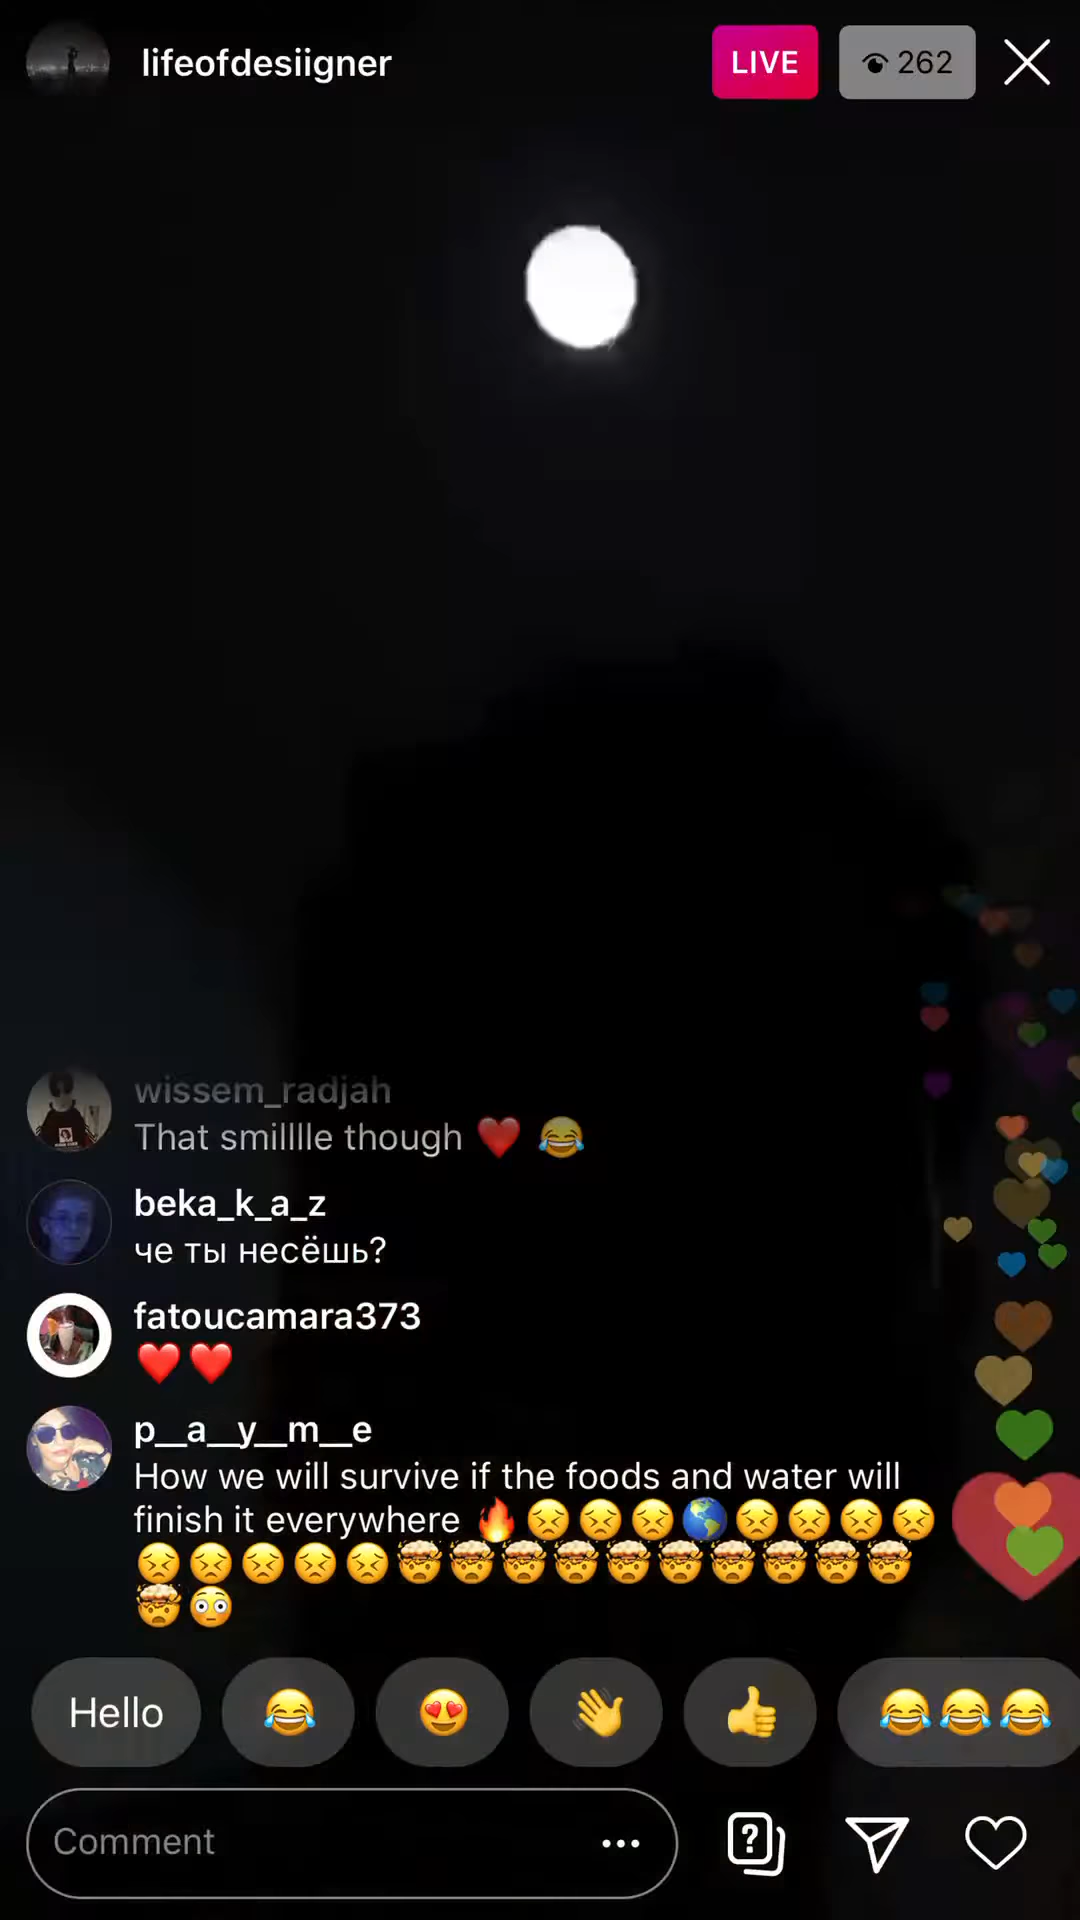 lifeofdesiigner
LIVE
262
wissem_radjah
That smilllle though ❤️ 😂
beka_k_a_z
че ты несёшь?
fatoucamara373
❤️❤️
p__a__y__m__e
How we will survive if the foods and water will
finish it everywhere 🔥😣😣😣🌎😣😣😣😣
😣😣😣😣😣🤯🤯🤯🤯🤯🤯🤯🤯🤯🤯
🤯😳
Hello 😂 😍 👋 👍 😂😂😂
Comment